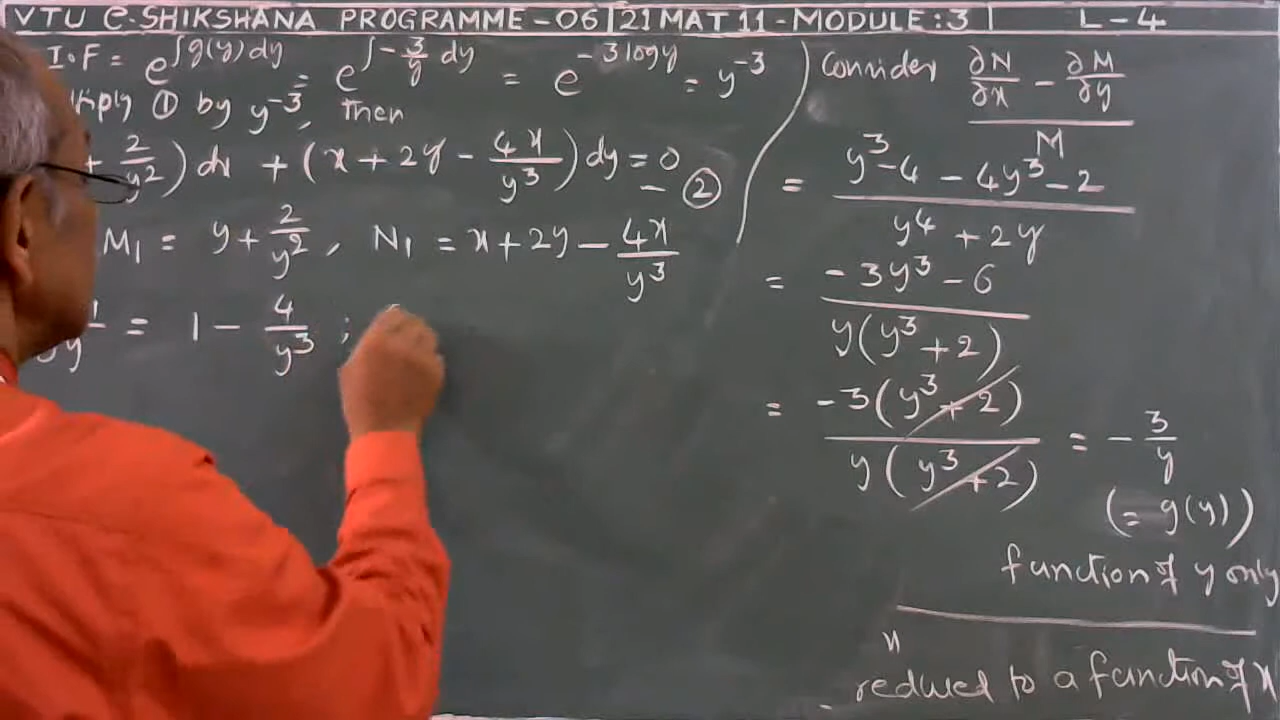 VTU e-SHIKSHANA PROGRAMME - 06 | 21 MAT 11 - MODULE : 3 | L - 4
I.F = e^{∫g(y)dy} = e^{∫-3/y dy} = e^{-3 log y} = y^{-3}
tiply ① by y^{-3}, then
+ 2/y²) dx + (x + 2y - 4x/y³) dy = 0 - ②
M₁ = y + 2/y², N₁ = x + 2y - 4x/y³
y = 1 - 4/y³ ;
Consider (∂N/∂x - ∂M/∂y) / M
= (y³ - 4 - 4y³ - 2) / (y⁴ + 2y)
= (-3y³ - 6) / y(y³ + 2)
= -3(y³ + 2) / y(y³ + 2) = - 3/y
(= g(y))
function of y only
x
reduced to a function of x